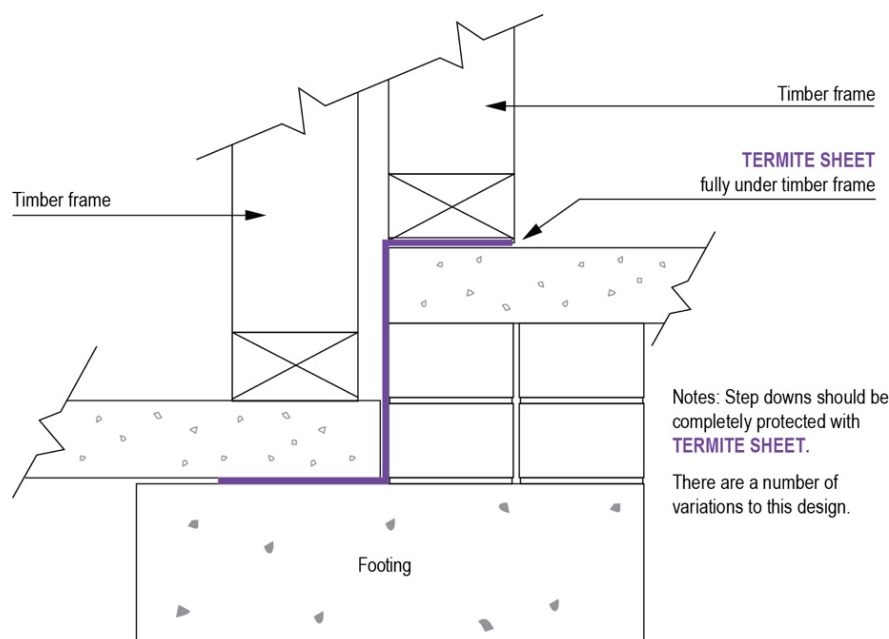 Timber frame
TERMITE SHEET
fully under timber frame
Timber frame
Notes: Step downs should be
completely protected with
TERMITE SHEET.
There are a number of
variations to this design.
Footing